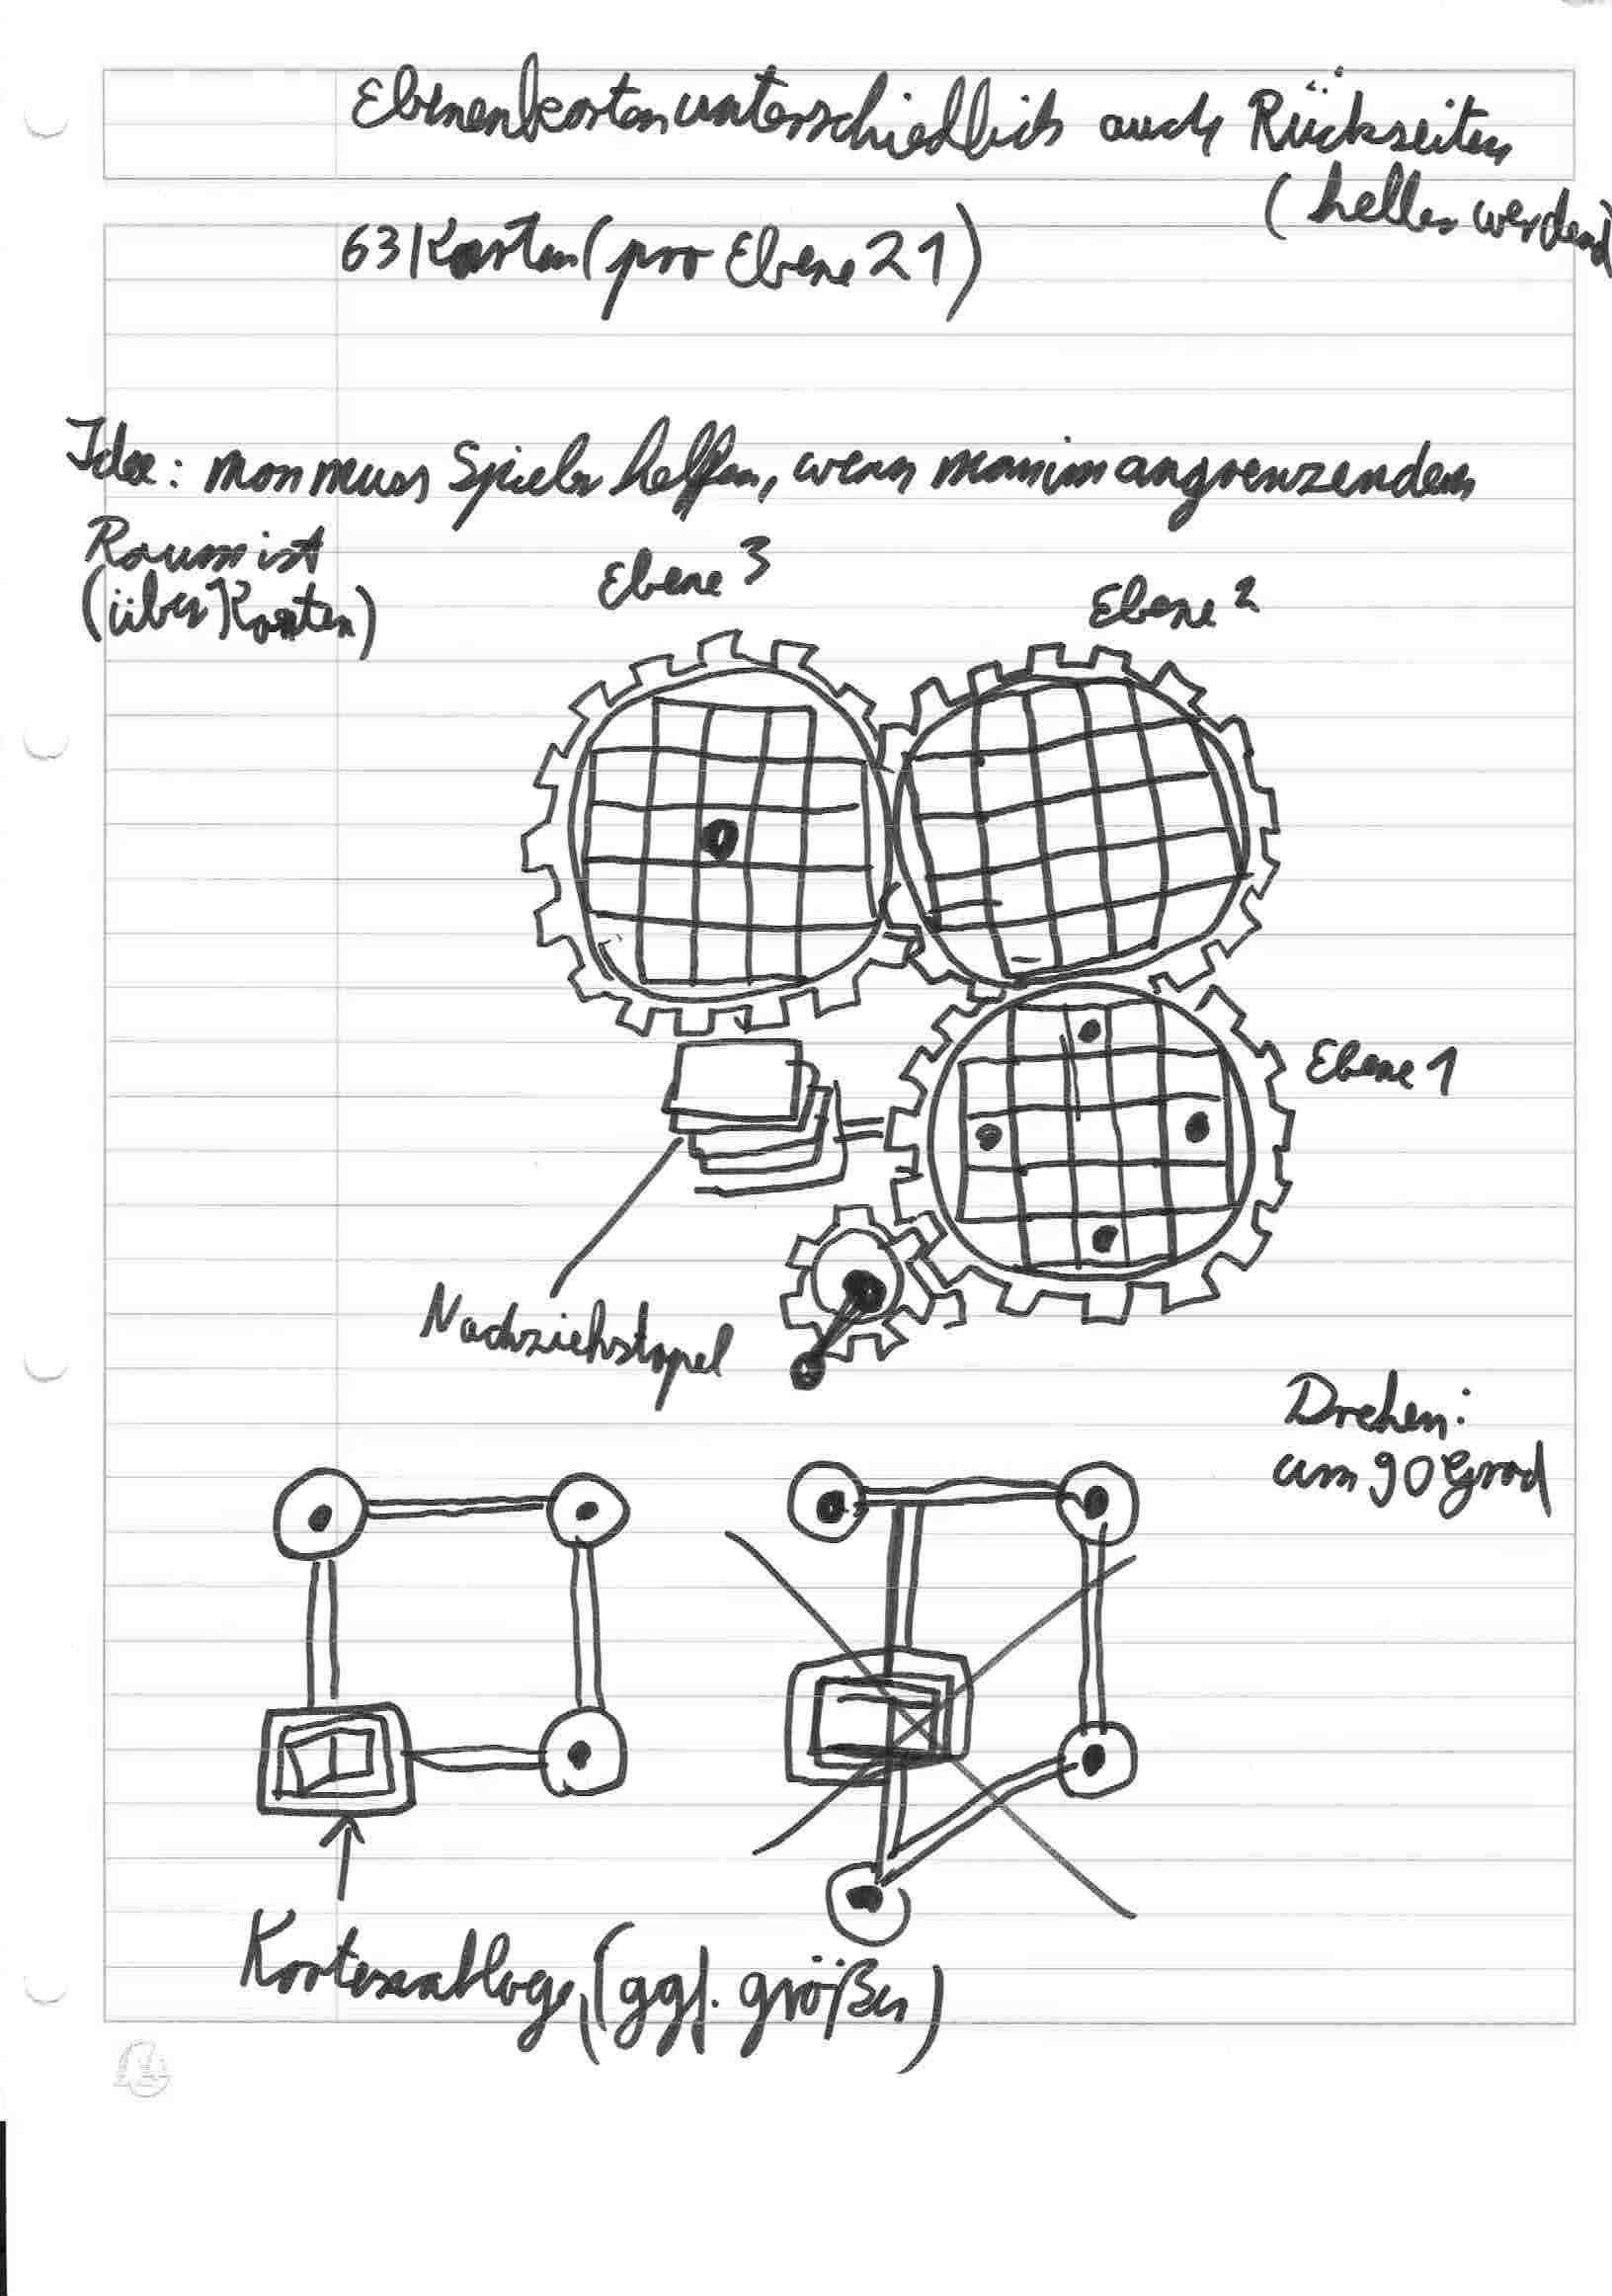 Ebenenkarten unterschiedlich auch Rückseiten
(heller werdend)
63 Karten (pro Ebene 21)
Idee: man muss Spieler helfen, wenn man im angrenzenden
Raum ist
(über Karten)
Ebene 3
Ebene 2
Ebene 1
Nachziehstapel
Drehen:
um 90 Grad
Kartenablage, (ggf. größer)